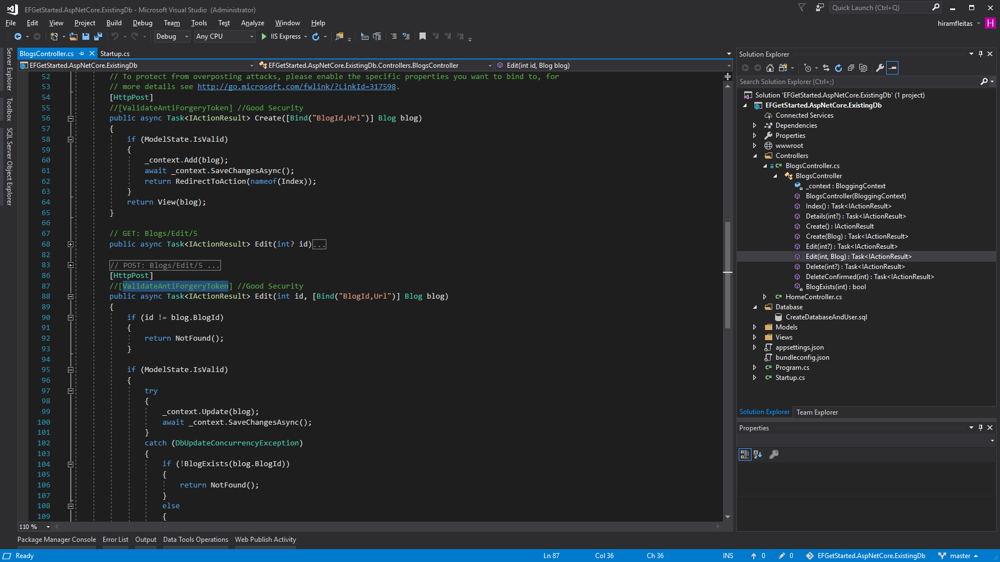 EFGetStarted.AspNetCore.ExistingDb - Microsoft Visual Studio (Administrator)
Quick Launch (Ctrl+Q)
File Edit View Project Build Debug Team Tools Test Analyze Window Help
hiramfleitas H
Debug Any CPU IIS Express
Server Explorer
Toolbox
SQL Server Object Explorer
BlogsController.cs Startup.cs
EFGetStarted.AspNetCore.ExistingDb EFGetStarted.AspNetCore.ExistingDb.Controllers.BlogsController Edit(int id, Blog blog)
52 // To protect from overposting attacks, please enable the specific properties you want to bind to, for
53 // more details see http://go.microsoft.com/fwlink/?LinkId=317598.
54 [HttpPost]
55 //[ValidateAntiForgeryToken] //Good Security
56 public async Task<IActionResult> Create([Bind("BlogId,Url")] Blog blog)
57 {
58 if (ModelState.IsValid)
59 {
60 _context.Add(blog);
61 await _context.SaveChangesAsync();
62 return RedirectToAction(nameof(Index));
63 }
64 return View(blog);
65 }
66
67 // GET: Blogs/Edit/5
68 public async Task<IActionResult> Edit(int? id)...
82
83 // POST: Blogs/Edit/5 ...
86 [HttpPost]
87 //[ValidateAntiForgeryToken] //Good Security
88 public async Task<IActionResult> Edit(int id, [Bind("BlogId,Url")] Blog blog)
89 {
90 if (id != blog.BlogId)
91 {
92 return NotFound();
93 }
94
95 if (ModelState.IsValid)
96 {
97 try
98 {
99 _context.Update(blog);
100 await _context.SaveChangesAsync();
101 }
102 catch (DbUpdateConcurrencyException)
103 {
104 if (!BlogExists(blog.BlogId))
105 {
106 return NotFound();
107 }
108 else
109 {
110 %
Solution Explorer
Search Solution Explorer (Ctrl+;)
Solution 'EFGetStarted.AspNetCore.ExistingDb' (1 project)
EFGetStarted.AspNetCore.ExistingDb
Connected Services
Dependencies
Properties
wwwroot
Controllers
C# BlogsController.cs
BlogsController
_context : BloggingContext
BlogsController(BloggingContext)
Index() : Task<IActionResult>
Details(int?) : Task<IActionResult>
Create() : IActionResult
Create(Blog) : Task<IActionResult>
Edit(int?) : Task<IActionResult>
Edit(int, Blog) : Task<IActionResult>
Delete(int?) : Task<IActionResult>
DeleteConfirmed(int) : Task<IActionResult>
BlogExists(int) : bool
C# HomeController.cs
Database
CreateDatabaseAndUser.sql
Models
Views
appsettings.json
bundleconfig.json
C# Program.cs
C# Startup.cs
Solution Explorer Team Explorer
Properties
Package Manager Console Error List Output Data Tools Operations Web Publish Activity
Ready Ln 87 Col 36 Ch 36 INS 0 0 EFGetStarted.AspNetCore.ExistingDb master